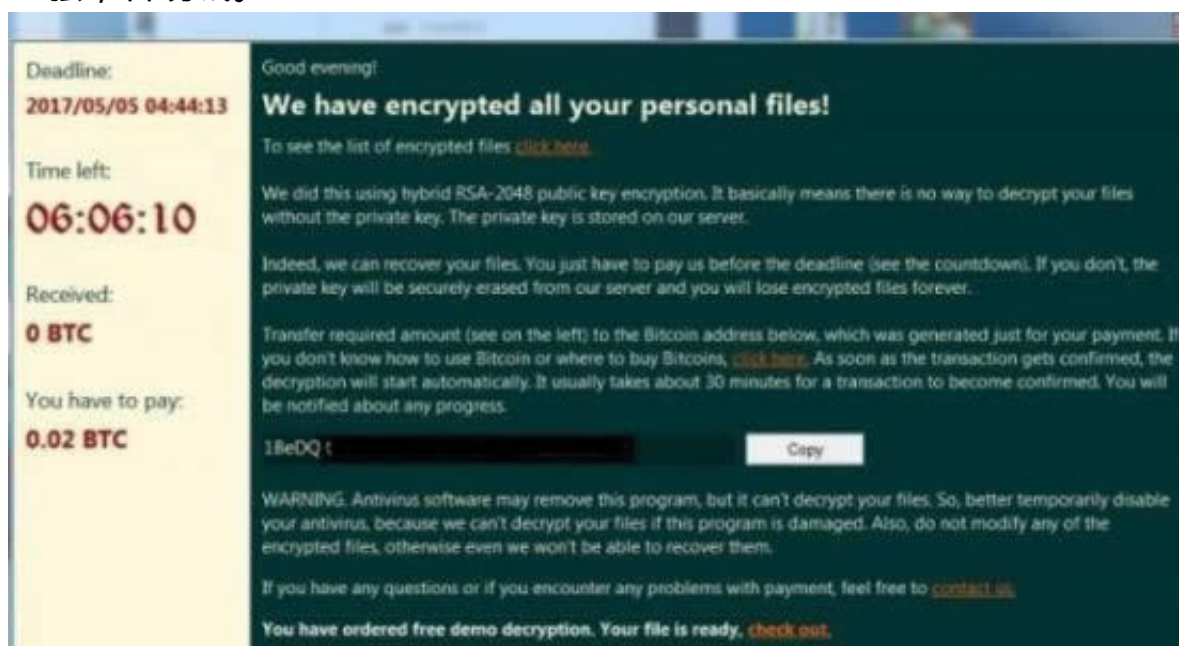 Deadline:
2017/05/05 04:44:13
Time left:
06:06:10
Received:
0 BTC
You have to pay:
0.02 BTC
Good evening!
We have encrypted all your personal files!
To see the list of encrypted files click here.
We did this using hybrid RSA-2048 public key encryption. It basically means there is no way to decrypt your files
without the private key. The private key is stored on our server.
Indeed, we can recover your files. You just have to pay us before the deadline (see the countdown). If you don't, the
private key will be securely erased from our server and you will lose encrypted files forever.
Transfer required amount (see on the left) to the Bitcoin address below, which was generated just for your payment. If
you don't know how to use Bitcoin or where to buy Bitcoins, click here. As soon as the transaction gets confirmed, the
decryption will start automatically. It usually takes about 30 minutes for a transaction to become confirmed. You will
be notified about any progress.
18eDQ
Copy
WARNING. Antivirus software may remove this program, but it can't decrypt your files. So, better temporarily disable
your antivirus, because we can't decrypt your files if this program is damaged. Also, do not modify any of the
encrypted files, otherwise even we won't be able to recover them.
If you have any questions or if you encounter any problems with payment, feel free to contact us.
You have ordered free demo decryption. Your file is ready, check out.